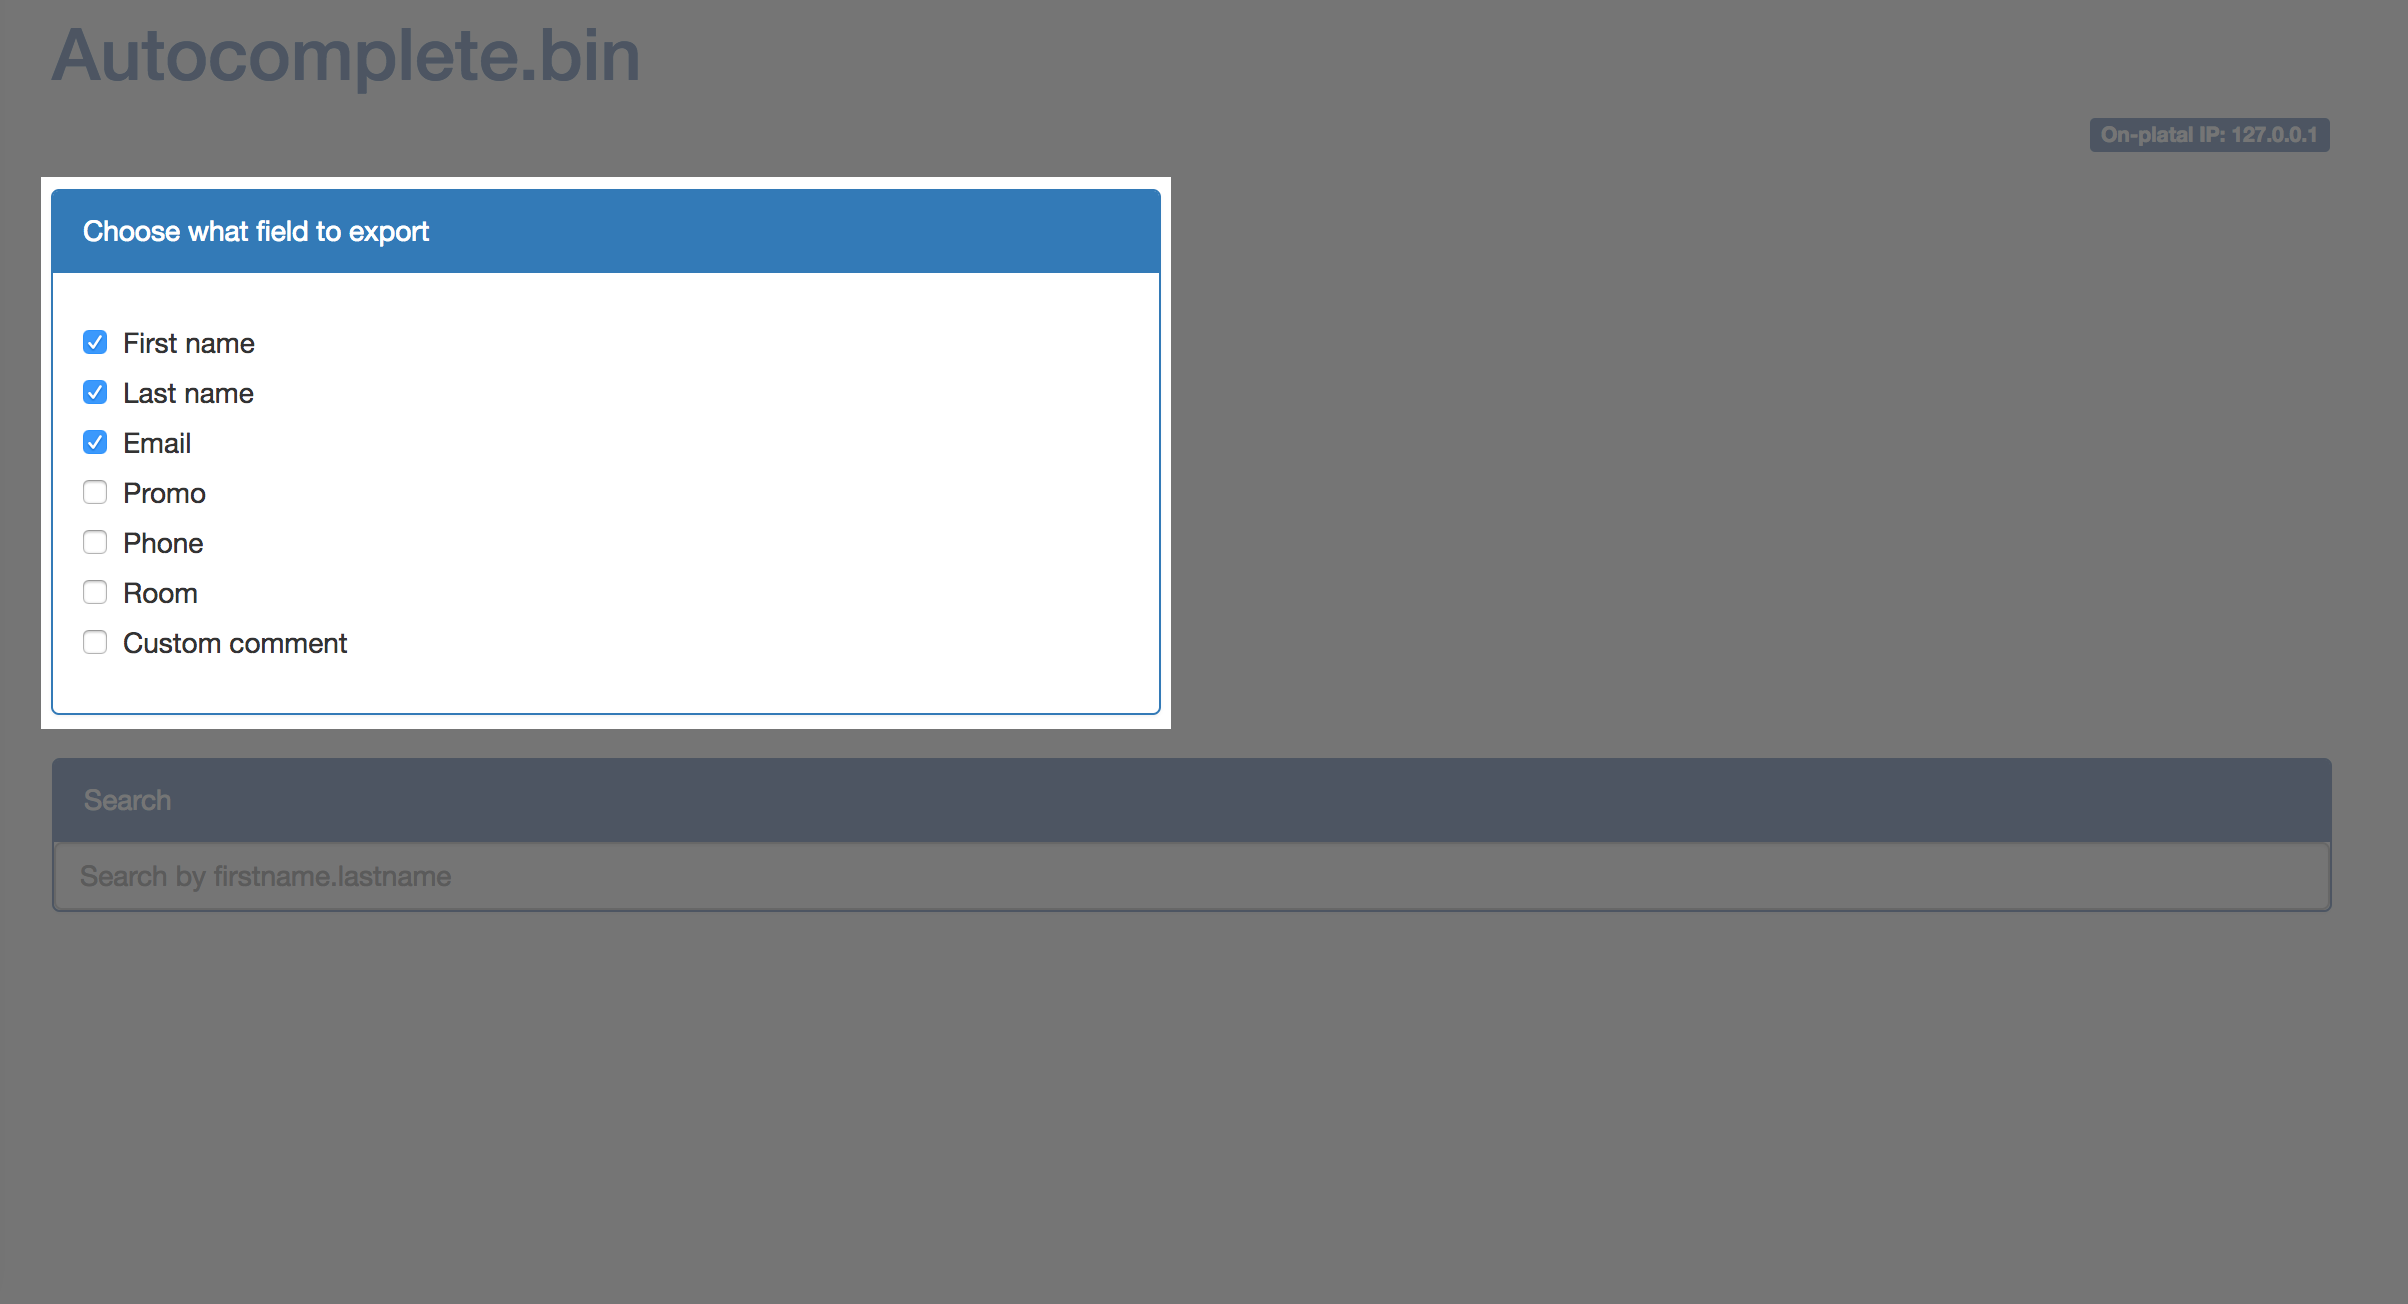 Autocomplete.bin
On-platal IP: 127.0.0.1
Choose what field to export
First name
Last name
Email
Promo
Phone
Room
Custom comment
Search
Search by firstname.lastname